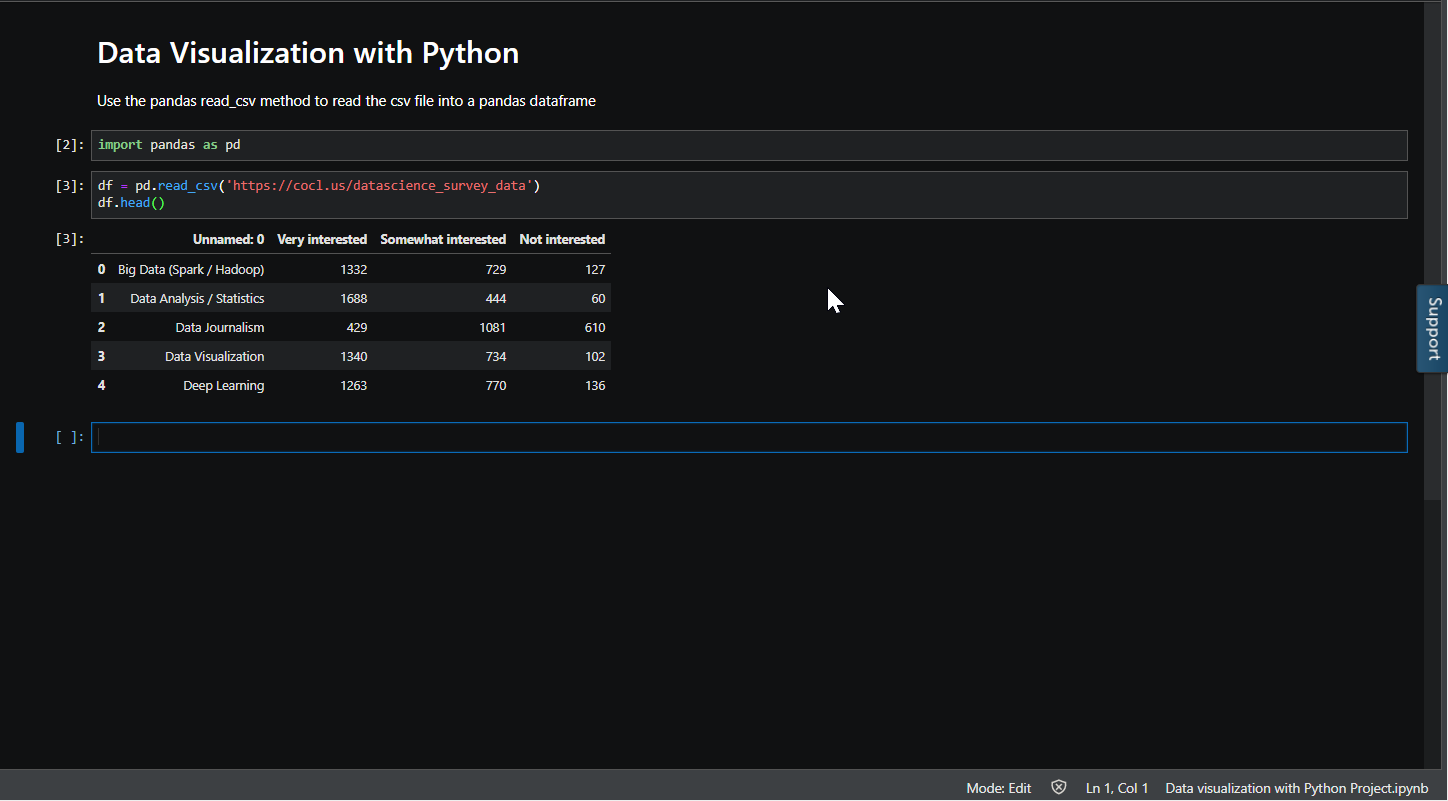 Data Visualization with Python
Use the pandas read_csv method to read the csv file into a pandas dataframe
[2]: import pandas as pd
[3]: df = pd.read_csv('https://cocl.us/datascience_survey_data')
df.head()
[3]: Unnamed: 0 Very interested Somewhat interested Not interested
0 Big Data (Spark / Hadoop) 1332 729 127
1 Data Analysis / Statistics 1688 444 60
2 Data Journalism 429 1081 610
3 Data Visualization 1340 734 102
4 Deep Learning 1263 770 136
[ ]:
Support
Mode: Edit Ln 1, Col 1 Data visualization with Python Project.ipynb